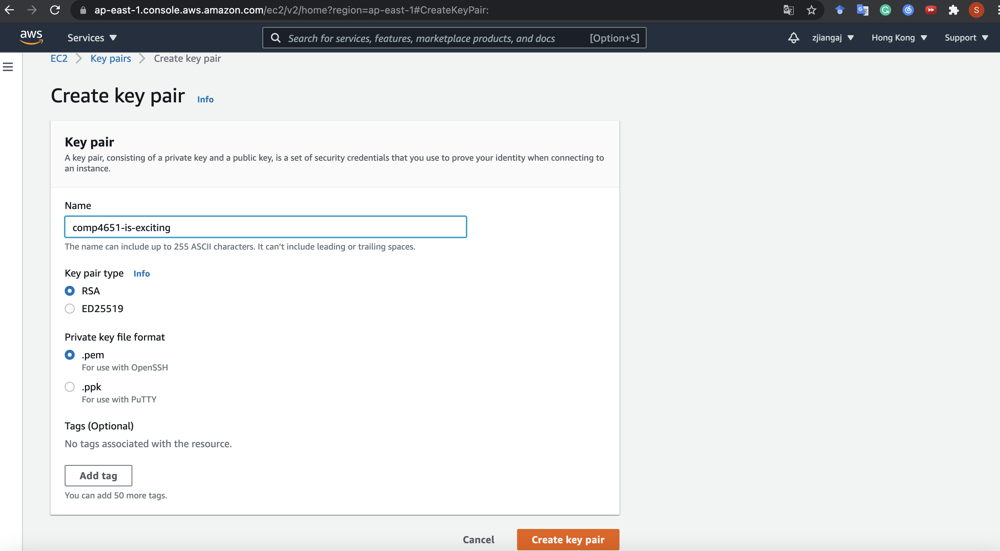 ap-east-1.console.aws.amazon.com/ec2/v2/home?region=ap-east-1#CreateKeyPair:
S
aws
Services
Search for services, features, marketplace products, and docs
[Option+S]
zjiangaj
Hong Kong
Support
EC2
Key pairs
Create key pair
Create key pair
Info
Key pair
A key pair, consisting of a private key and a public key, is a set of security credentials that you use to prove your identity when connecting to
an instance.
Name
comp4651-is-exciting
The name can include up to 255 ASCII characters. It can't include leading or trailing spaces.
Key pair type
Info
RSA
ED25519
Private key file format
.pem
For use with OpenSSH
.ppk
For use with PuTTY
Tags (Optional)
No tags associated with the resource.
Add tag
You can add 50 more tags.
Cancel
Create key pair